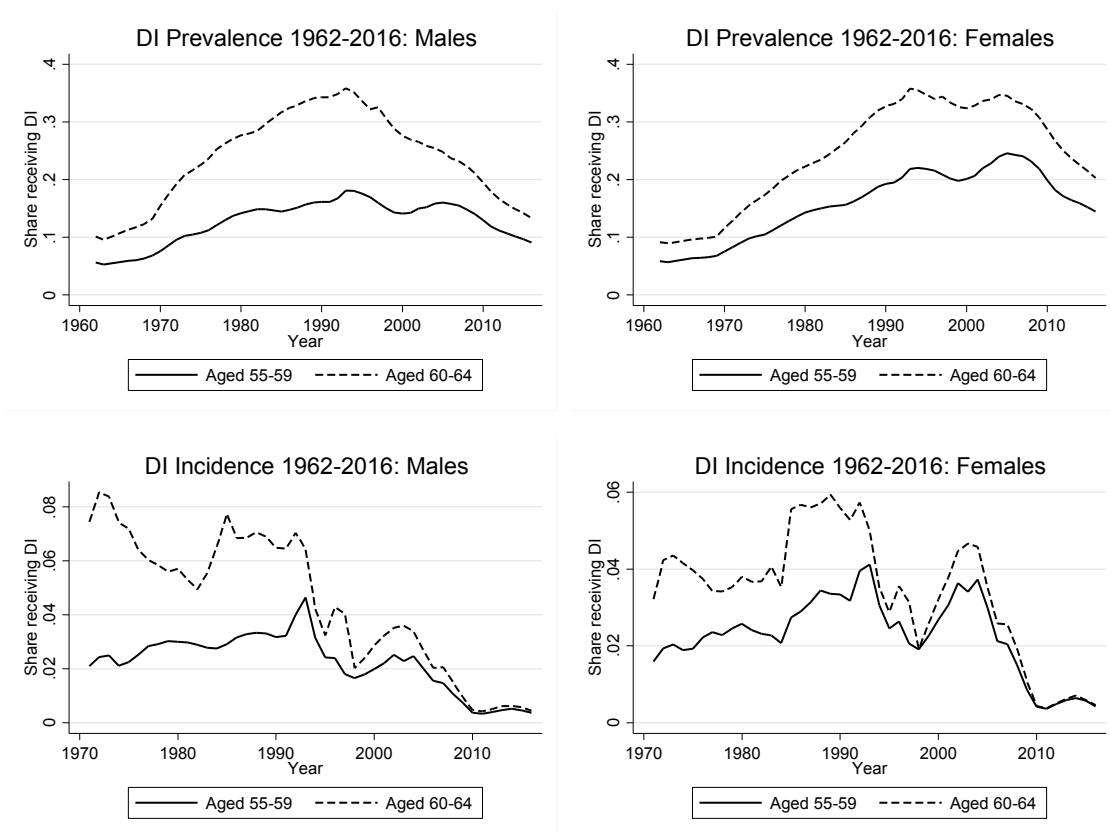 DI Prevalence 1962-2016: Males
Share receiving DI
0 .1 .2 .3 .4
1960 1970 1980 1990 2000 2010
Year
Aged 55-59 Aged 60-64
DI Prevalence 1962-2016: Females
Share receiving DI
0 .1 .2 .3 .4
1960 1970 1980 1990 2000 2010
Year
Aged 55-59 Aged 60-64
DI Incidence 1962-2016: Males
Share receiving DI
0 .02 .04 .06 .08
1970 1980 1990 2000 2010
Year
Aged 55-59 Aged 60-64
DI Incidence 1962-2016: Females
Share receiving DI
0 .02 .04 .06
1970 1980 1990 2000 2010
Year
Aged 55-59 Aged 60-64